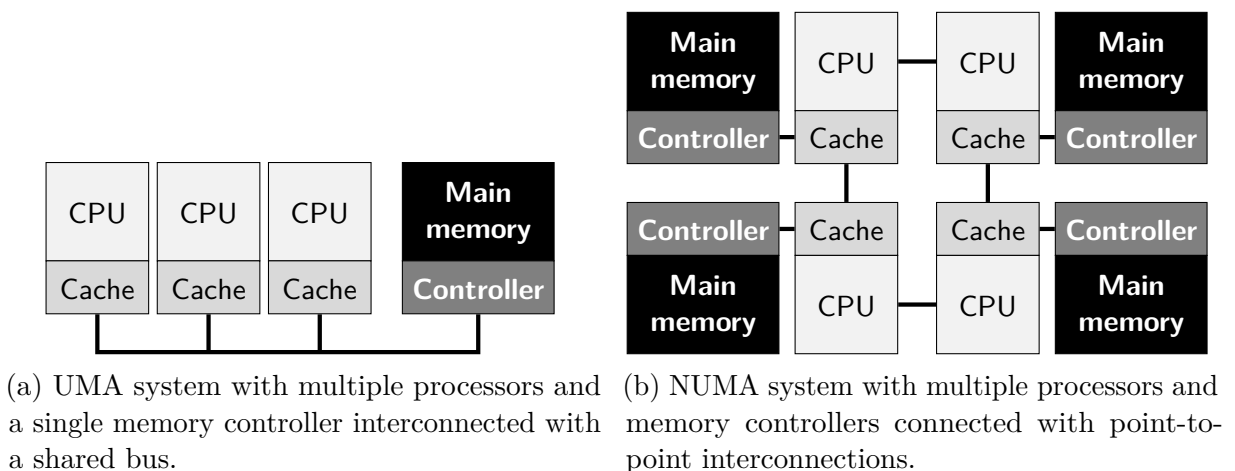 CPU
CPU
CPU
Main
memory
Cache
Cache
Cache
Controller
(a) UMA system with multiple processors and
a single memory controller interconnected with
a shared bus.
Main
memory
CPU
CPU
Main
memory
Controller
Cache
Cache
Controller
Controller
Cache
Cache
Controller
Main
memory
CPU
CPU
Main
memory
(b) NUMA system with multiple processors and
memory controllers connected with point-to-
point interconnections.